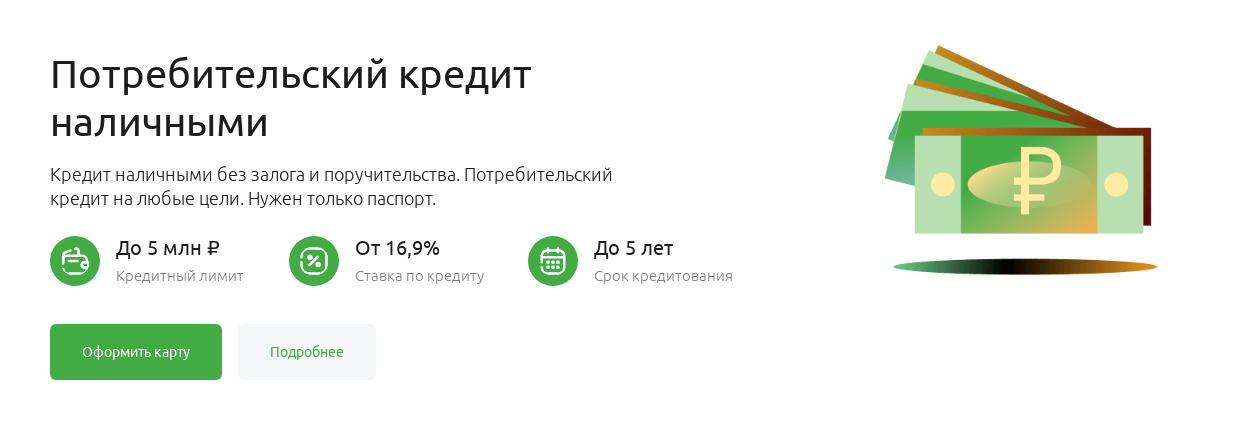 Потребительский кредит
наличными
Кредит наличными без залога и поручительства. Потребительский
кредит на любые цели. Нужен только паспорт.
До 5 млн ₽
Кредитный лимит
От 16,9%
Ставка по кредиту
До 5 лет
Срок кредитования
Оформить карту
Подробнее
₽